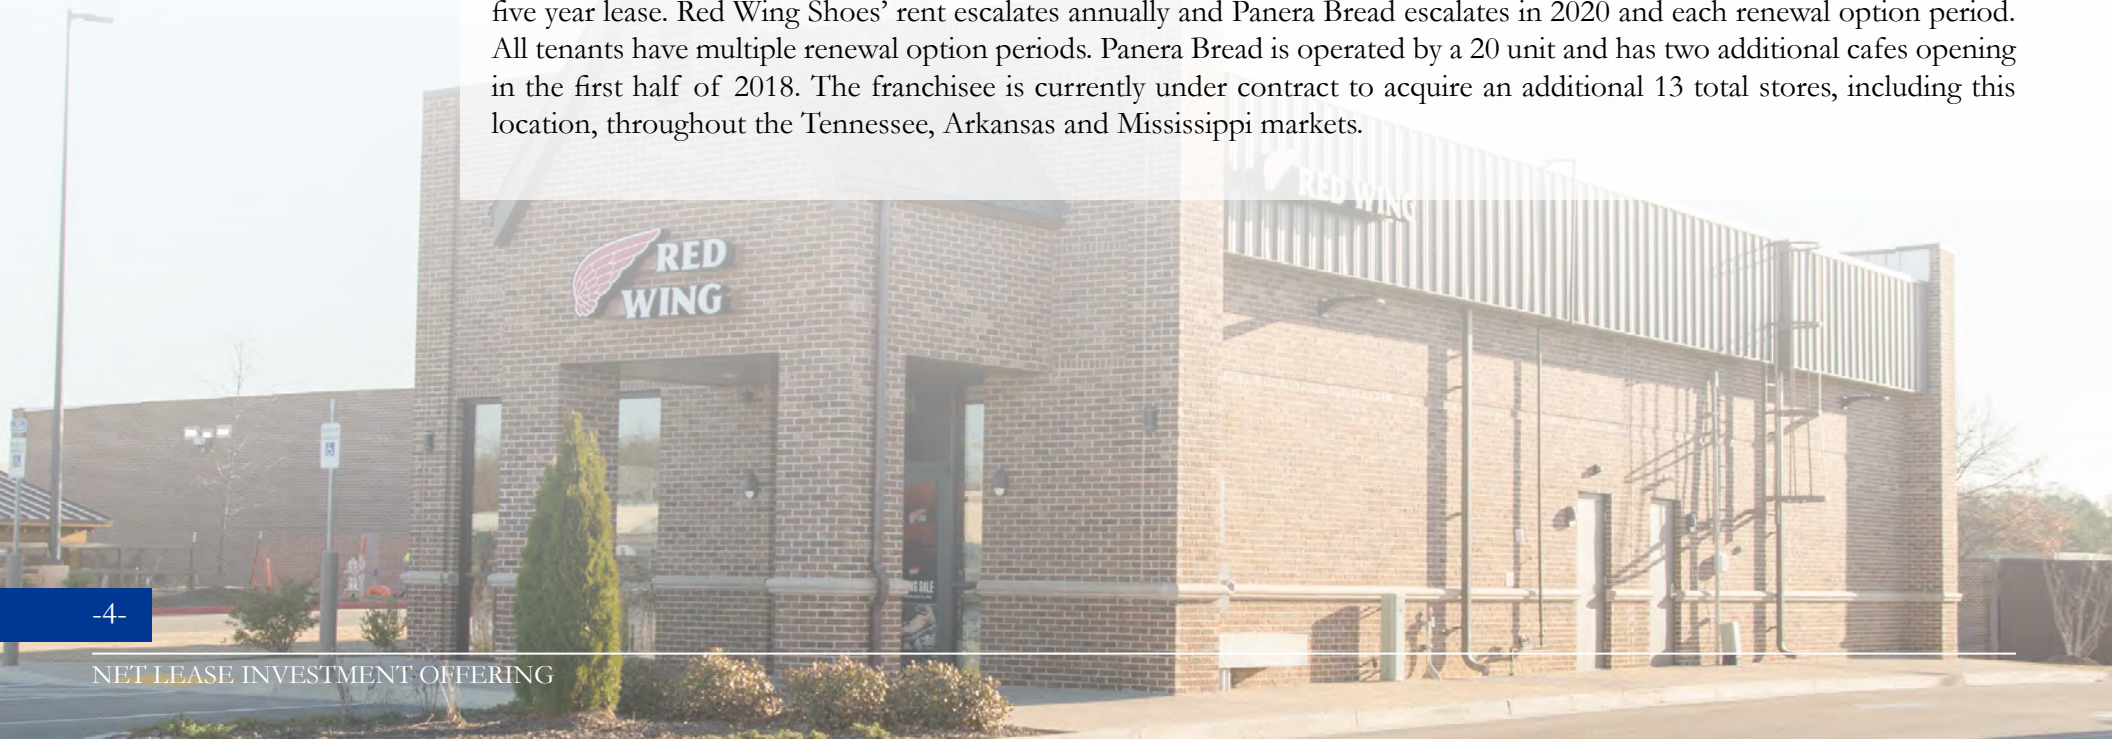 five year lease. Red Wing Shoes’ rent escalates annually and Panera Bread escalates in 2020 and each renewal option period.
All tenants have multiple renewal option periods. Panera Bread is operated by a 20 unit and has two additional cafes opening
in the first half of 2018. The franchisee is currently under contract to acquire an additional 13 total stores, including this
location, throughout the Tennessee, Arkansas and Mississippi markets.
RED WING
RED
WING
SALE
-4-
NET LEASE INVESTMENT OFFERING